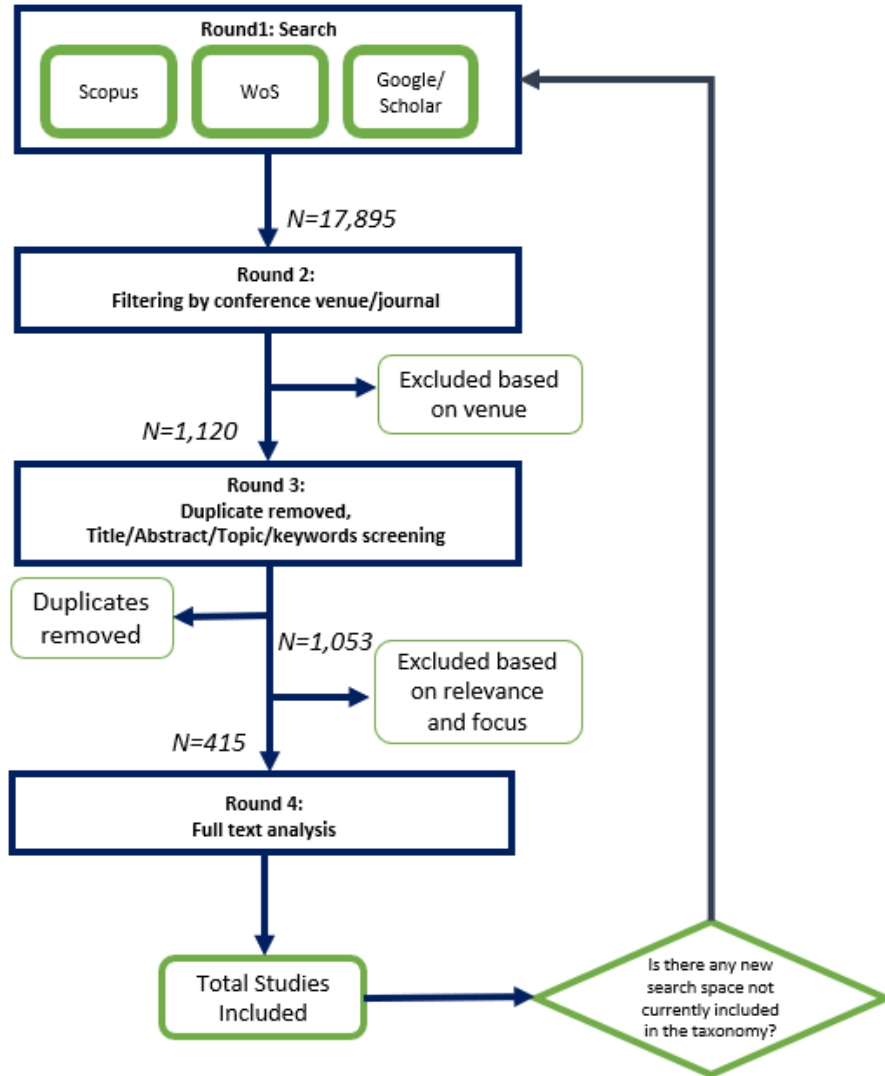 Round1: Search
Scopus
WoS
Google/
Scholar
N=17,895
Round 2:
Filtering by conference venue/journal
Excluded based
on venue
N=1,120
Round 3:
Duplicate removed,
Title/Abstract/Topic/keywords screening
Duplicates
removed
N=1,053
Excluded based
on relevance
and focus
N=415
Round 4:
Full text analysis
Total Studies
Included
Is there any new
search space not
currently included
in the taxonomy?